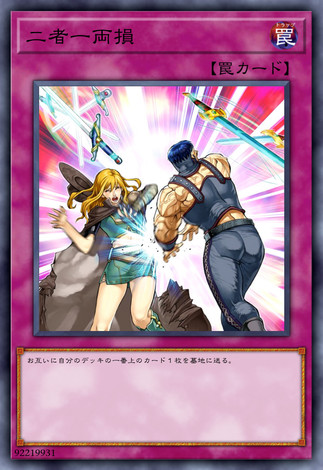 二者一両損
トラップ
罠
【罠カード】
お互いに自分のデッキの一番上のカード１枚を墓地に送る。
92219931